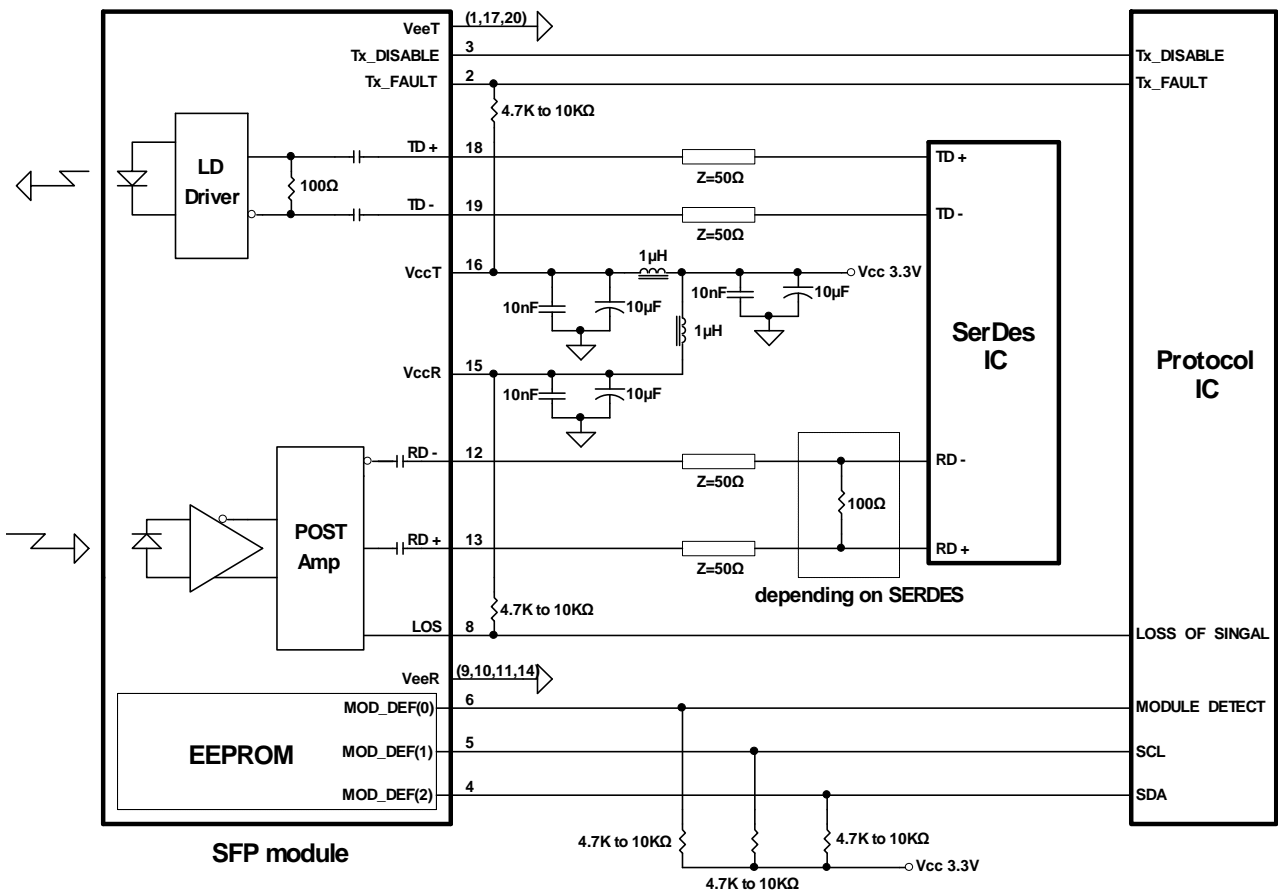 VeeT (1,17,20)
Tx_DISABLE 3 Tx_DISABLE
Tx_FAULT 2 Tx_FAULT
4.7K to 10KΩ
LD
Driver
100Ω
TD+ 18 Z=50Ω TD+
TD- 19 Z=50Ω TD-
VccT 16
1µH
Vcc 3.3V
10nF
10µF
10nF
10µF
1µH
VccR 15
10nF
10µF
SerDes
IC
Protocol
IC
RD- 12 Z=50Ω RD-
100Ω
POST
Amp
RD+ 13 Z=50Ω RD+
depending on SERDES
4.7K to 10KΩ
LOS 8 LOSS OF SINGAL
VeeR (9,10,11,14)
EEPROM
MOD_DEF(0) 6 MODULE DETECT
MOD_DEF(1) 5 SCL
MOD_DEF(2) 4 SDA
4.7K to 10KΩ
4.7K to 10KΩ
4.7K to 10KΩ
Vcc 3.3V
SFP module